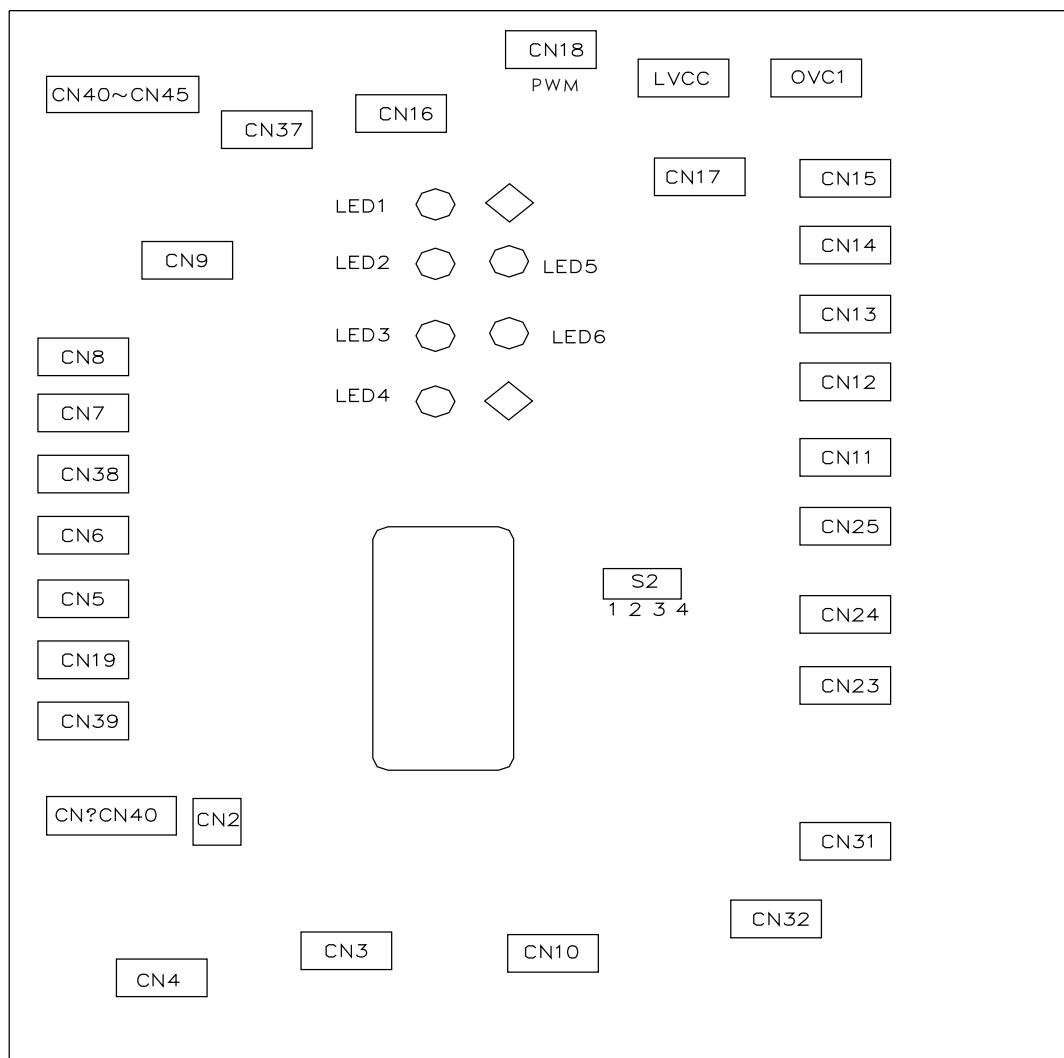 CN18
PWM
LVCC
OVC1
CN40~CN45
CN37
CN16
CN17
CN15
LED1
CN14
CN9
LED2
LED5
CN13
LED3
LED6
CN8
CN12
LED4
CN7
CN11
CN38
CN25
CN6
S2
1 2 3 4
CN5
CN24
CN19
CN23
CN39
CN?CN40
CN2
CN31
CN32
CN3
CN10
CN4